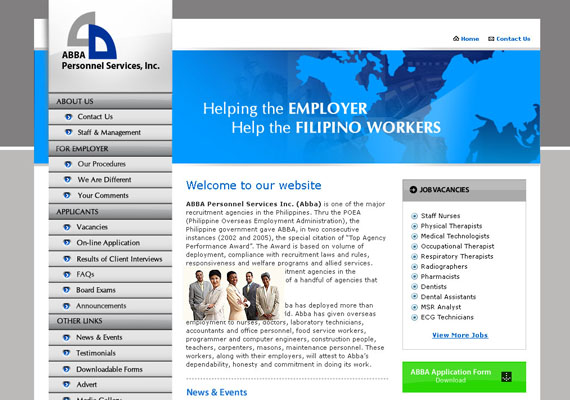 ABBA
Personnel Services, Inc.
Home
Contact Us
ABOUT US
Contact Us
Staff & Management
FOR EMPLOYER
Our Procedures
We Are Different
Your Comments
APPLICANTS
Vacancies
On-line Application
Results of Client Interviews
FAQs
Board Exams
Announcements
OTHER LINKS
News & Events
Testimonials
Downloadable Forms
Advert
Media Gallery
Helping the EMPLOYER
Help the FILIPINO WORKERS
Welcome to our website
ABBA Personnel Services Inc. (Abba) is one of the major
recruitment agencies in the Philippines. Thru the POEA
(Philippine Overseas Employment Administration), the
Philippine government gave ABBA, in two consecutive
instances (2002 and 2005), the special citation of "Top Agency
Performance Award". The Award is based on volume of
deployment, compliance with recruitment laws and rules,
responsiveness and welfare programs and allied services.
itment agencies in the
of a handful of agencies that
ba has deployed more than
ld. Abba has given overseas
employment to nurses, doctors, laboratory technicians,
accountants and office personnel, food service workers,
programmer and computer engineers, construction people,
teachers, carpenters, masons, maintenance personnel. These
workers, along with their employers, will attest to Abba's
dependability, honesty and commitment in doing its work.
News & Events
JOB VACANCIES
Staff Nurses
Physical Therapists
Medical Technologists
Occupational Therapist
Respiratory Therapists
Radiographers
Pharmacists
Dentists
Dental Assistants
MSR Analyst
ECG Technicians
View More Jobs
ABBA Application Form
Download